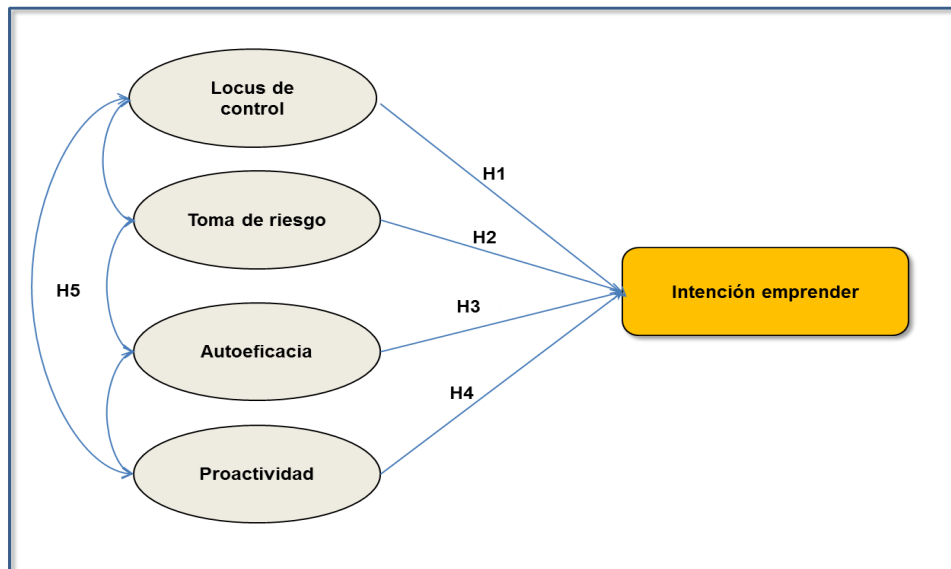 Locus de
control
H1
Toma de riesgo
H2
Intención emprender
H5
H3
Autoeficacia
H4
Proactividad